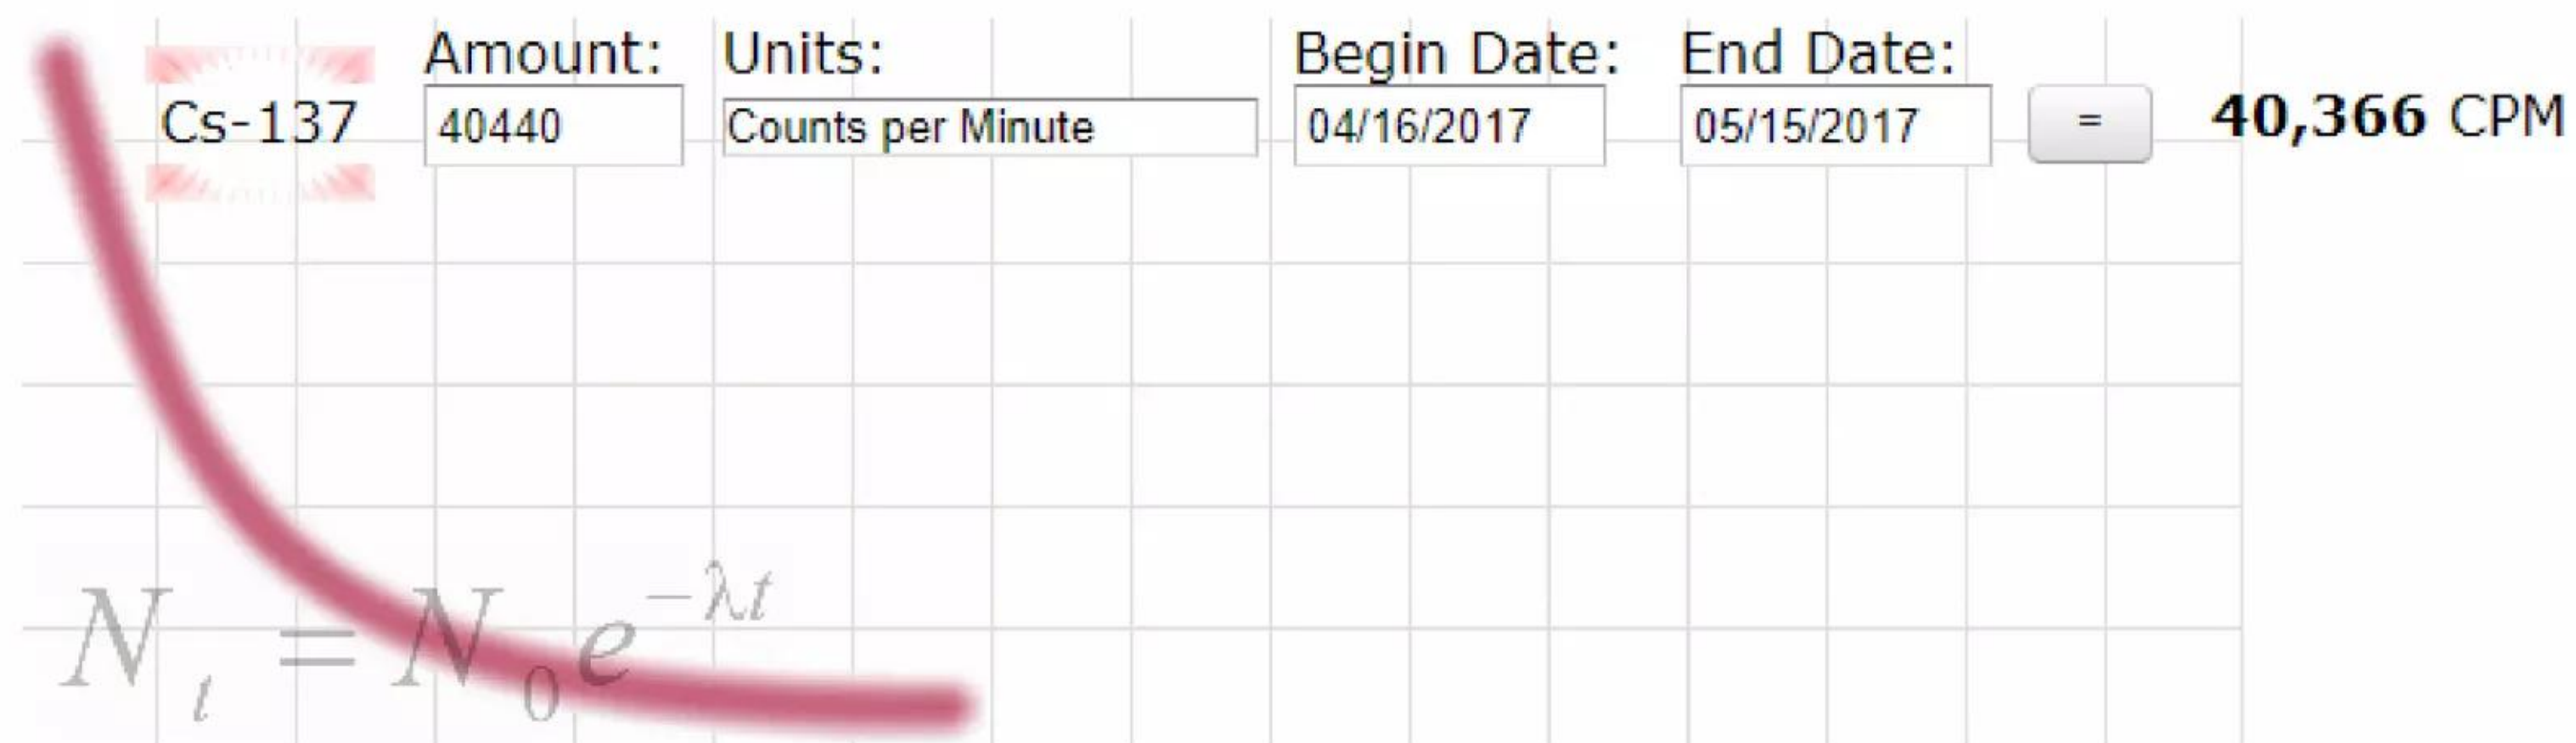 Amount: Units: Begin Date: End Date:
Cs-137 40440 Counts per Minute 04/16/2017 05/15/2017 = 40,366 CPM
N_t = N_0 e^{-λt}